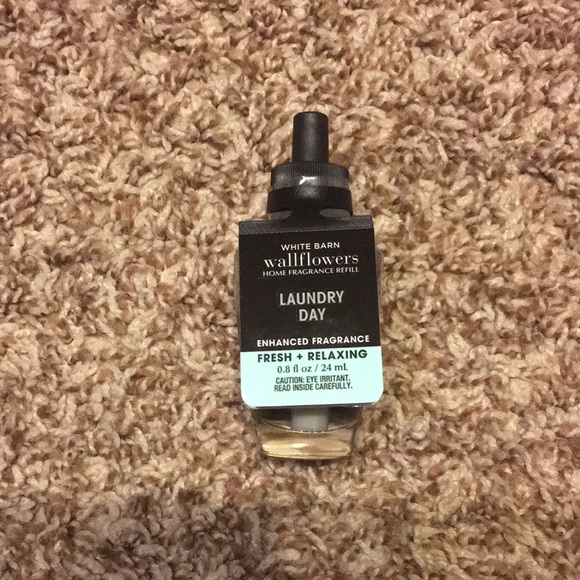 WHITE BARN
wallflowers
HOME FRAGRANCE REFILL
LAUNDRY
DAY
ENHANCED FRAGRANCE
FRESH + RELAXING
0.8 fl oz / 24 mL
CAUTION: EYE IRRITANT.
READ INSIDE CAREFULLY.